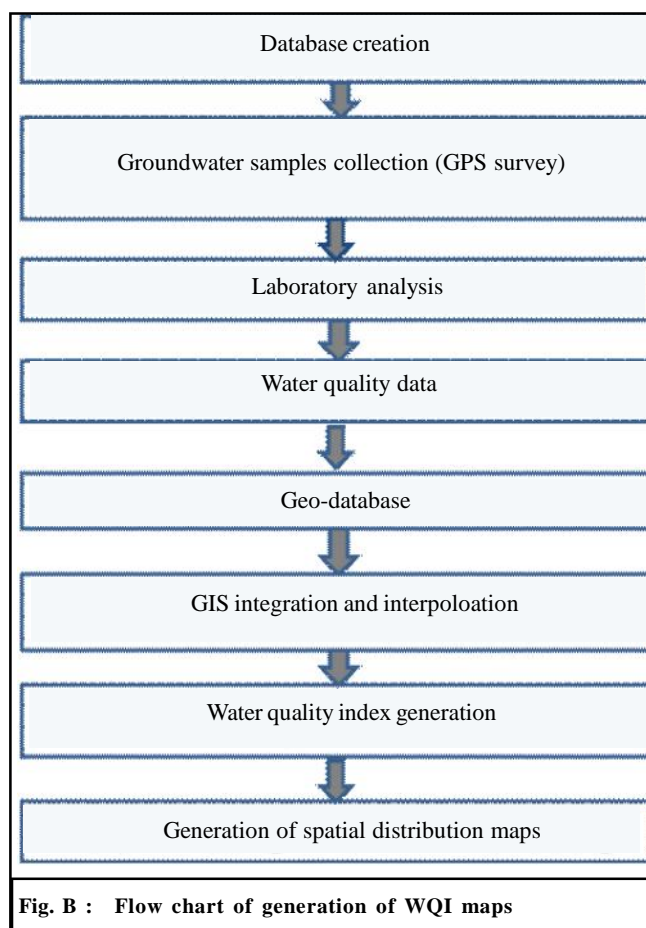 Database creation
Groundwater samples collection (GPS survey)
Laboratory analysis
Water quality data
Geo-database
GIS integration and interpoloation
Water quality index generation
Generation of spatial distribution maps
Fig. B : Flow chart of generation of WQI maps